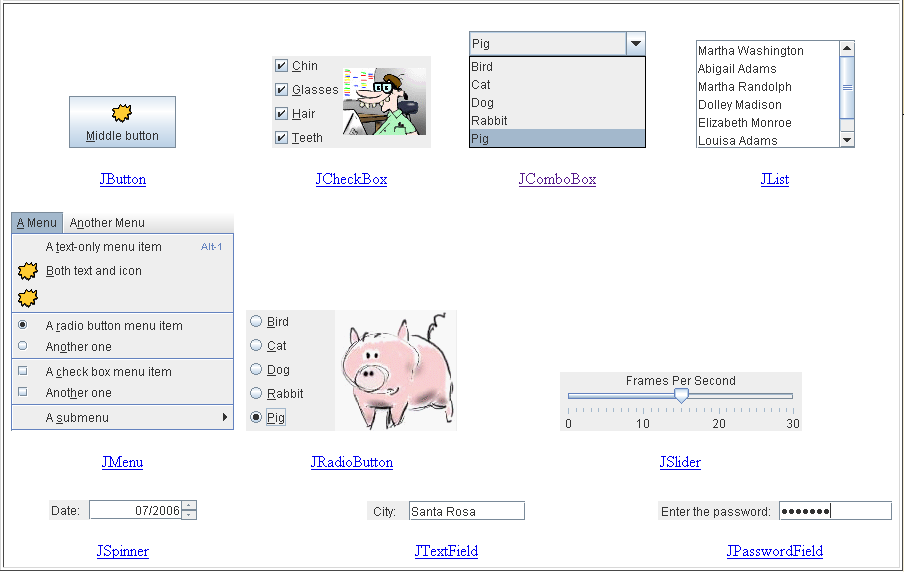 Middle button
JButton
Chin
Glasses
Hair
Teeth
JCheckBox
Pig
Bird
Cat
Dog
Rabbit
Pig
JComboBox
Martha Washington
Abigail Adams
Martha Randolph
Dolley Madison
Elizabeth Monroe
Louisa Adams
JList
A Menu Another Menu
A text-only menu item Alt-1
Both text and icon
A radio button menu item
Another one
A check box menu item
Another one
A submenu
JMenu
Bird
Cat
Dog
Rabbit
Pig
JRadioButton
Frames Per Second
0 10 20 30
JSlider
Date: 07/2006
JSpinner
City: Santa Rosa
JTextField
Enter the password: •••••••
JPasswordField